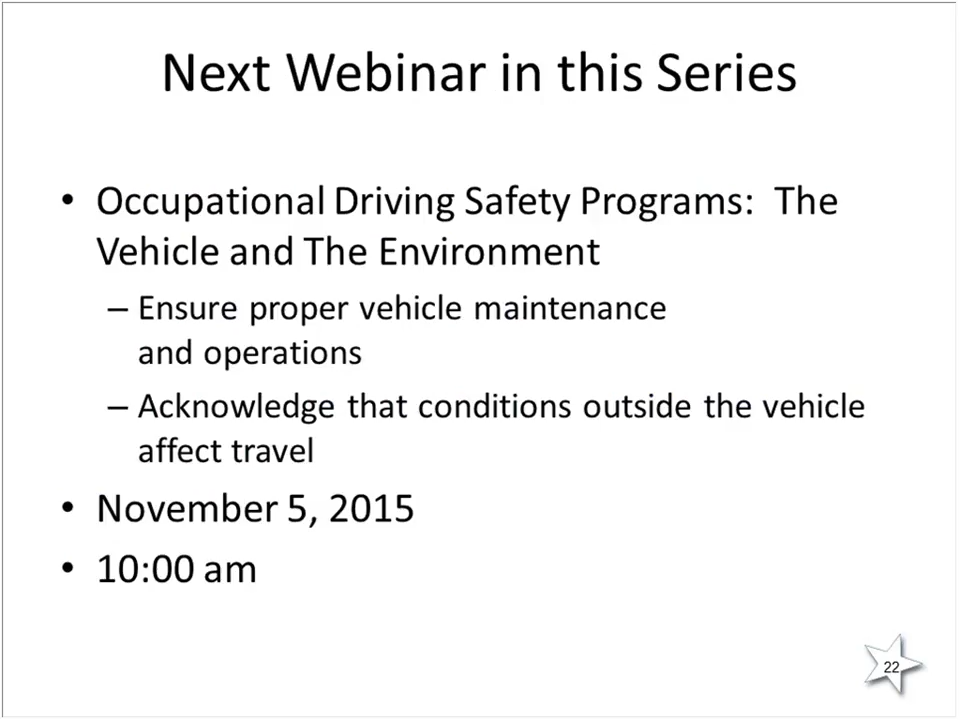 Next Webinar in this Series
• Occupational Driving Safety Programs:  The
Vehicle and The Environment
– Ensure proper vehicle maintenance
and operations
– Acknowledge that conditions outside the vehicle
affect travel
• November 5, 2015
• 10:00 am
22